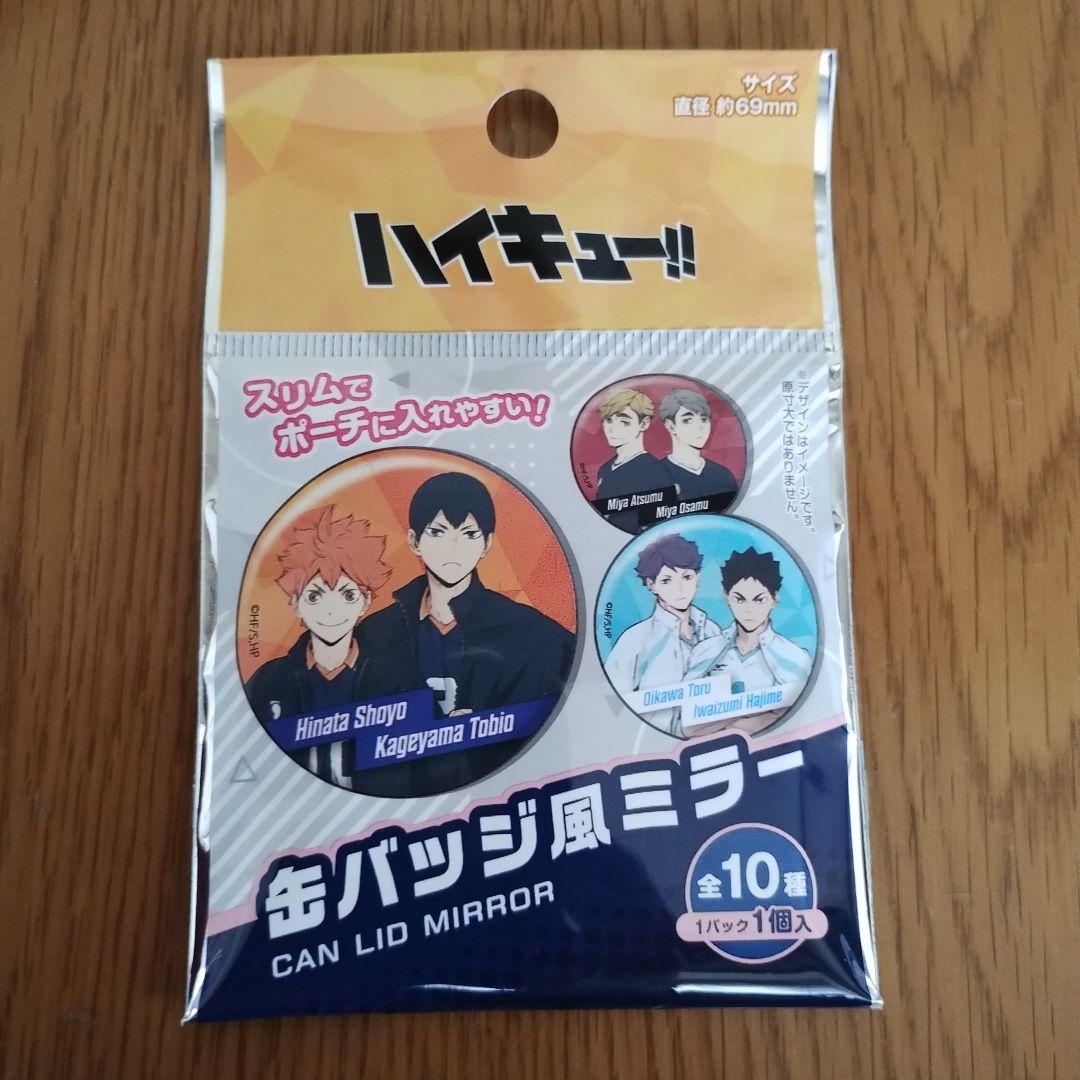 サイズ
直径 約69mm
ハイキュー!!
スリムで
ポーチに入れやすい!
※デザインはイメージです。
原寸大ではありません。
©HF/S,HP
Miya Atsumu
Miya Osamu
©HF/S,HP
Hinata Shoyo
Kageyama Tobio
©HF/S,HP
Oikawa Toru
Iwaizumi Hajime
缶バッジ風ミラー
CAN LID MIRROR
全10種
1パック1個入